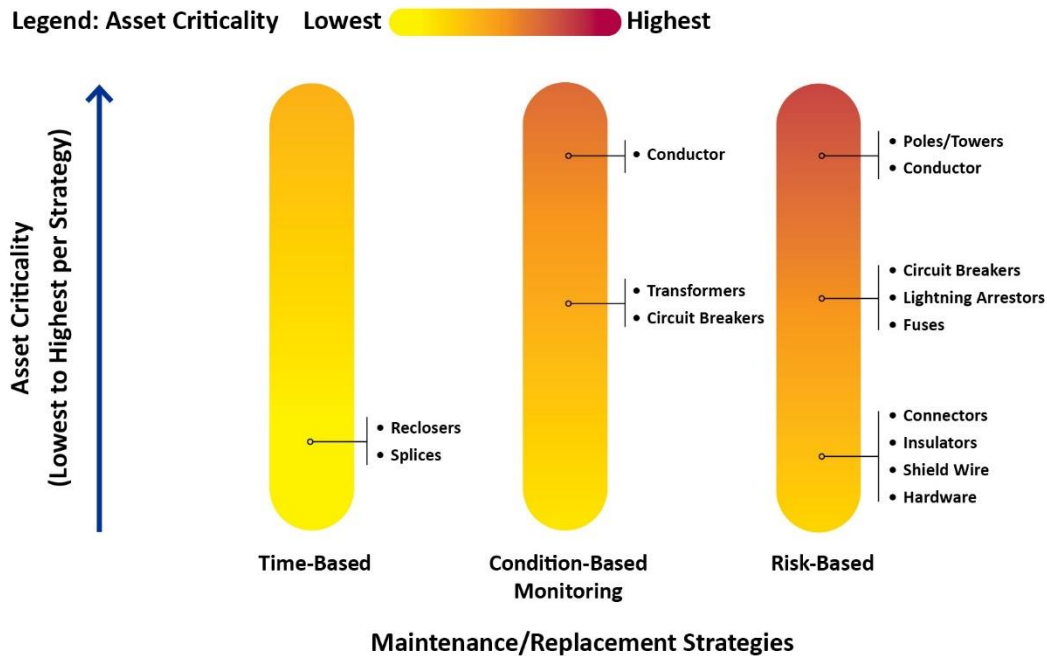 Legend: Asset Criticality Lowest Highest
Asset Criticality
(Lowest to Highest per Strategy)
• Reclosers
• Splices
• Conductor
• Transformers
• Circuit Breakers
• Poles/Towers
• Conductor
• Circuit Breakers
• Lightning Arrestors
• Fuses
• Connectors
• Insulators
• Shield Wire
• Hardware
Time-Based
Condition-Based
Monitoring
Risk-Based
Maintenance/Replacement Strategies